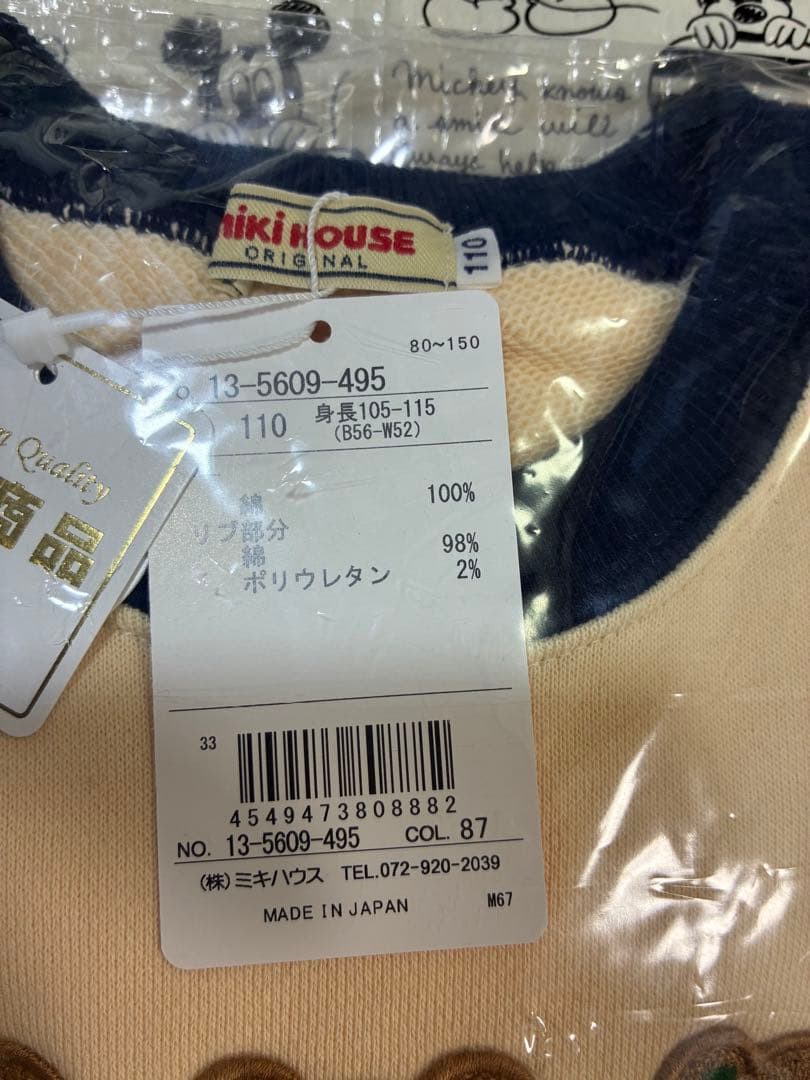 Mickey knows
a smile will
always help
miki HOUSE
ORIGINAL
110
80~150
13-5609-495
110 身長105-115
(B56-W52)
綿 100%
リブ部分
綿 98%
ポリウレタン 2%
Quality
商品
33
4549473808882
NO. 13-5609-495 COL. 87
(株)ミキハウス TEL.072-920-2039
MADE IN JAPAN M67